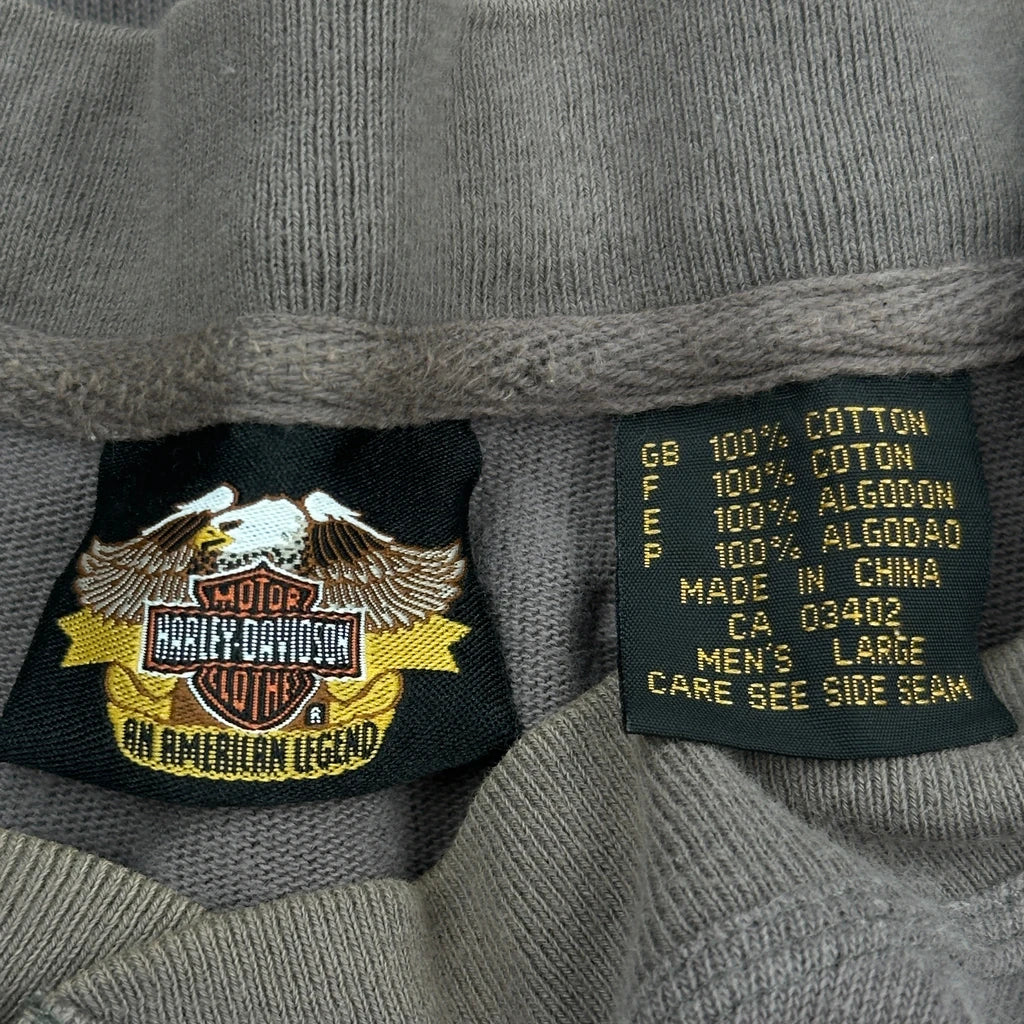 MOTOR
HARLEY-DAVIDSON
CLOTHES
®
AN AMERICAN LEGEND
GB 100% COTTON
F 100% COTON
E 100% ALGODON
P 100% ALGODAO
MADE IN CHINA
CA 03402
MEN'S LARGE
CARE SEE SIDE SEAM